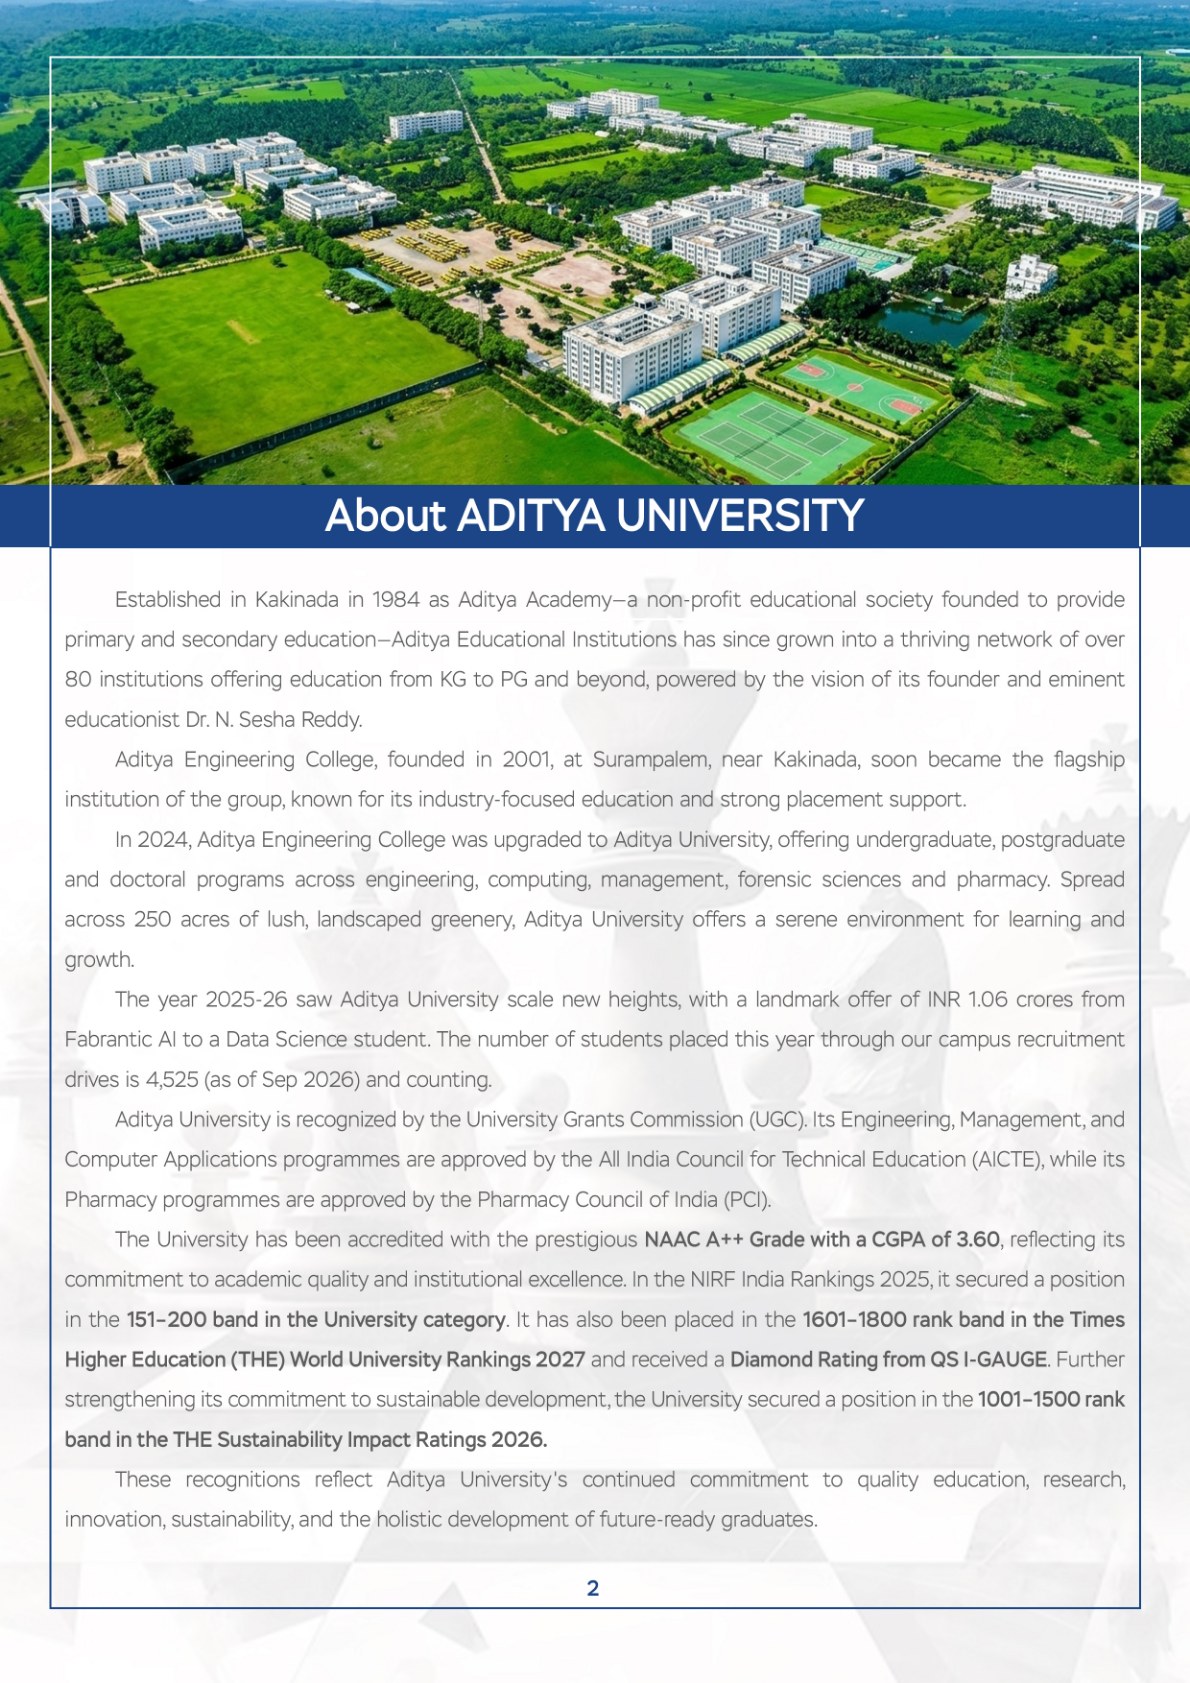 About ADITYA UNIVERSITY
Established in Kakinada in 1984 as Aditya Academy—a non-profit educational society founded to provide
primary and secondary education—Aditya Educational Institutions has since grown into a thriving network of over
80 institutions offering education from KG to PG and beyond, powered by the vision of its founder and eminent
educationist Dr. N. Sesha Reddy.
Aditya Engineering College, founded in 2001, at Surampalem, near Kakinada, soon became the flagship
institution of the group, known for its industry-focused education and strong placement support.
In 2024, Aditya Engineering College was upgraded to Aditya University, offering undergraduate, postgraduate
and doctoral programs across engineering, computing, management, forensic sciences and pharmacy. Spread
across 250 acres of lush, landscaped greenery, Aditya University offers a serene environment for learning and
growth.
The year 2025-26 saw Aditya University scale new heights, with a landmark offer of INR 1.06 crores from
Fabrantic AI to a Data Science student. The number of students placed this year through our campus recruitment
drives is 4,525 (as of Sep 2026) and counting.
Aditya University is recognized by the University Grants Commission (UGC). Its Engineering, Management, and
Computer Applications programmes are approved by the All India Council for Technical Education (AICTE), while its
Pharmacy programmes are approved by the Pharmacy Council of India (PCI).
The University has been accredited with the prestigious NAAC A++ Grade with a CGPA of 3.60, reflecting its
commitment to academic quality and institutional excellence. In the NIRF India Rankings 2025, it secured a position
in the 151–200 band in the University category. It has also been placed in the 1601–1800 rank band in the Times
Higher Education (THE) World University Rankings 2027 and received a Diamond Rating from QS I-GAUGE. Further
strengthening its commitment to sustainable development, the University secured a position in the 1001–1500 rank
band in the THE Sustainability Impact Ratings 2026.
These recognitions reflect Aditya University's continued commitment to quality education, research,
innovation, sustainability, and the holistic development of future-ready graduates.
2